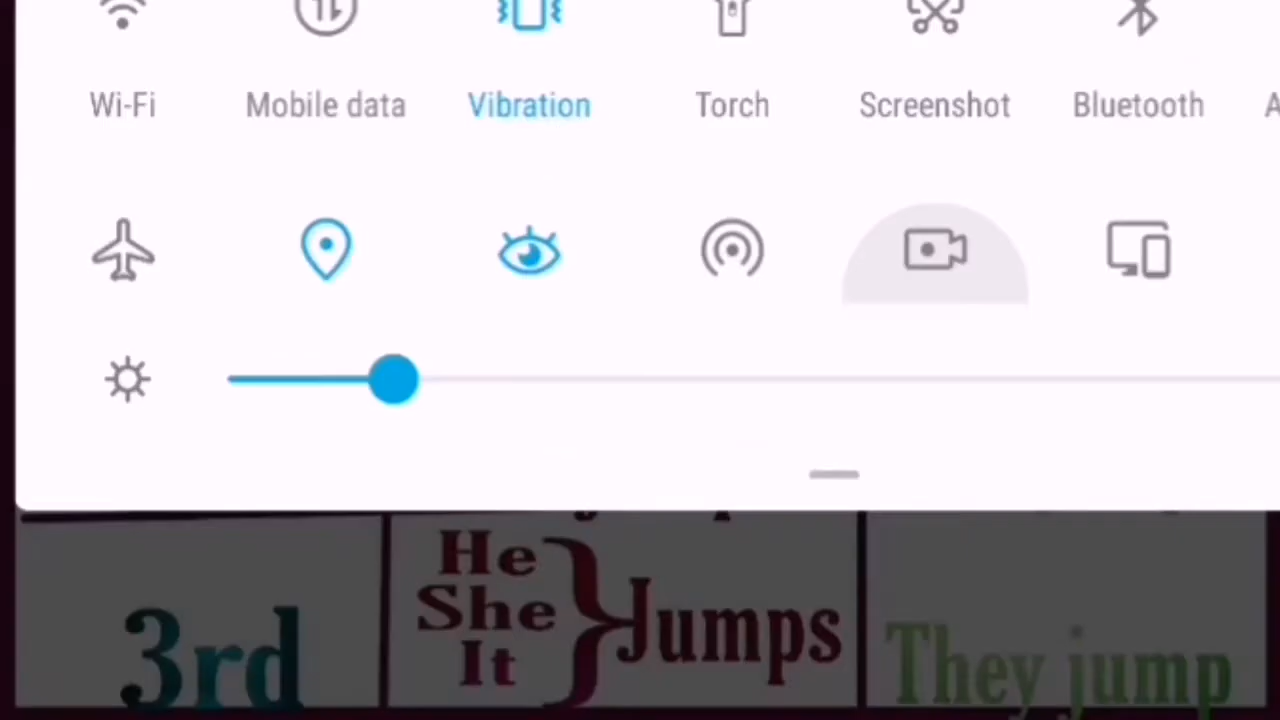 Wi-Fi
Mobile data
Vibration
Torch
Screenshot
Bluetooth
3rd
He
She
It
Jumps
They jump